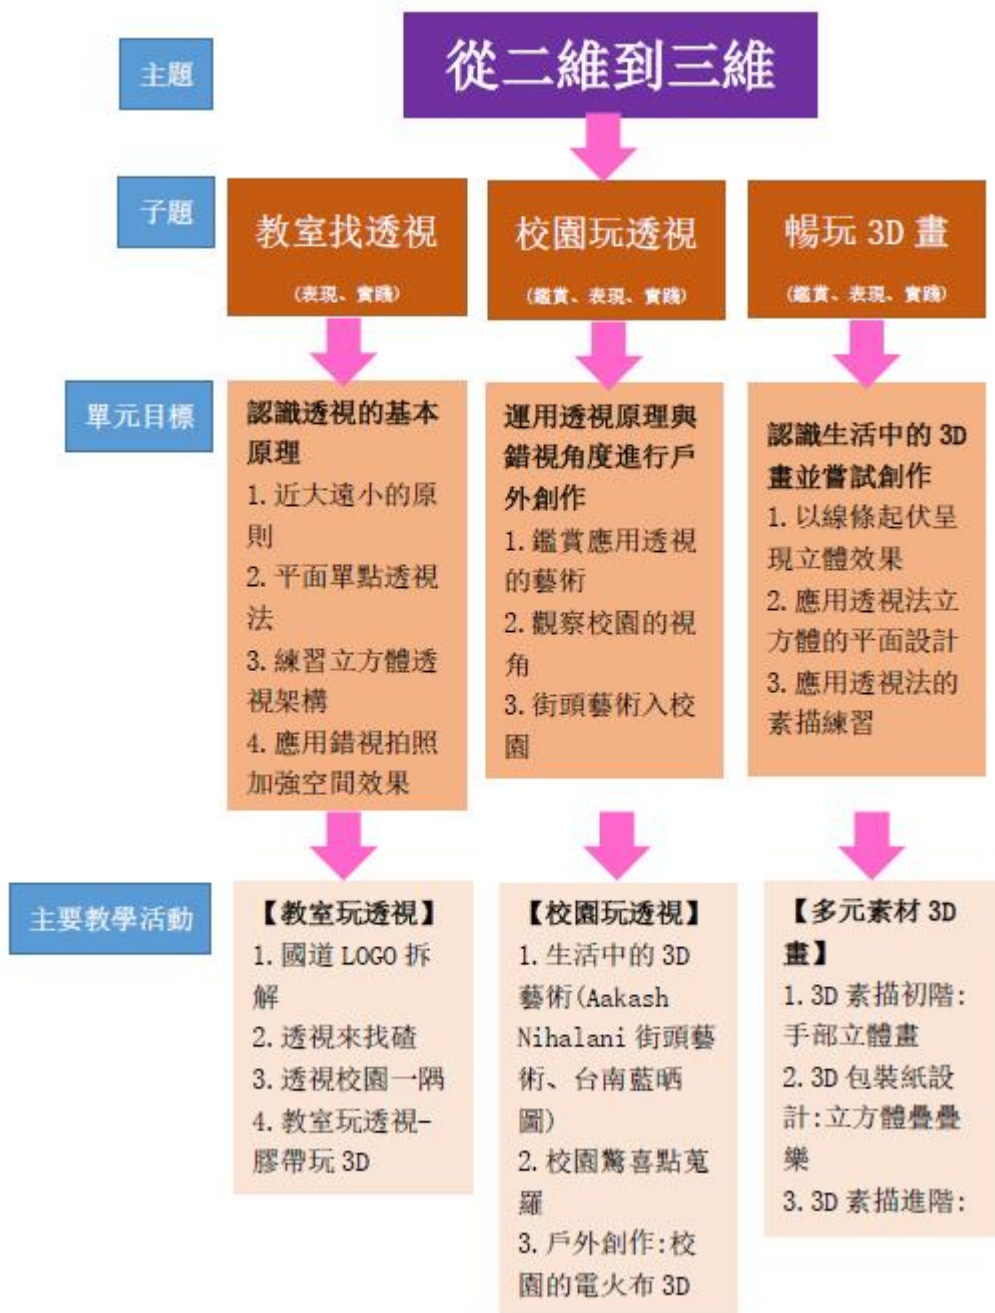 主題
從二維到三維
子題
教室找透視
(表現、實踐)
校園玩透視
(鑑賞、表現、實踐)
暢玩 3D 畫
(鑑賞、表現、實踐)
單元目標
認識透視的基本
原理
1.近大遠小的原
則
2.平面單點透視
法
3.練習立方體透
視架構
4.應用錯視拍照
加強空間效果
運用透視原理與
錯視角度進行戶
外創作
1.鑑賞應用透視
的藝術
2.觀察校園的視
角
3.街頭藝術入校
園
認識生活中的 3D
畫並嘗試創作
1.以線條起伏呈
現立體效果
2.應用透視法立
方體的平面設計
3.應用透視法的
素描練習
主要教學活動
【教室玩透視】
1.國道 LOGO 拆
解
2.透視來找碴
3.透視校園一隅
4.教室玩透視-
膠帶玩 3D
【校園玩透視】
1.生活中的 3D
藝術(Aakash
Nihalani 街頭藝
術、台南藍晒
圖)
2.校園驚喜點蒐
羅
3.戶外創作:校
園的電火布 3D
【多元素材 3D
畫】
1.3D 素描初階:
手部立體畫
2.3D 包裝紙設
計:立方體疊疊
樂
3.3D 素描進階: